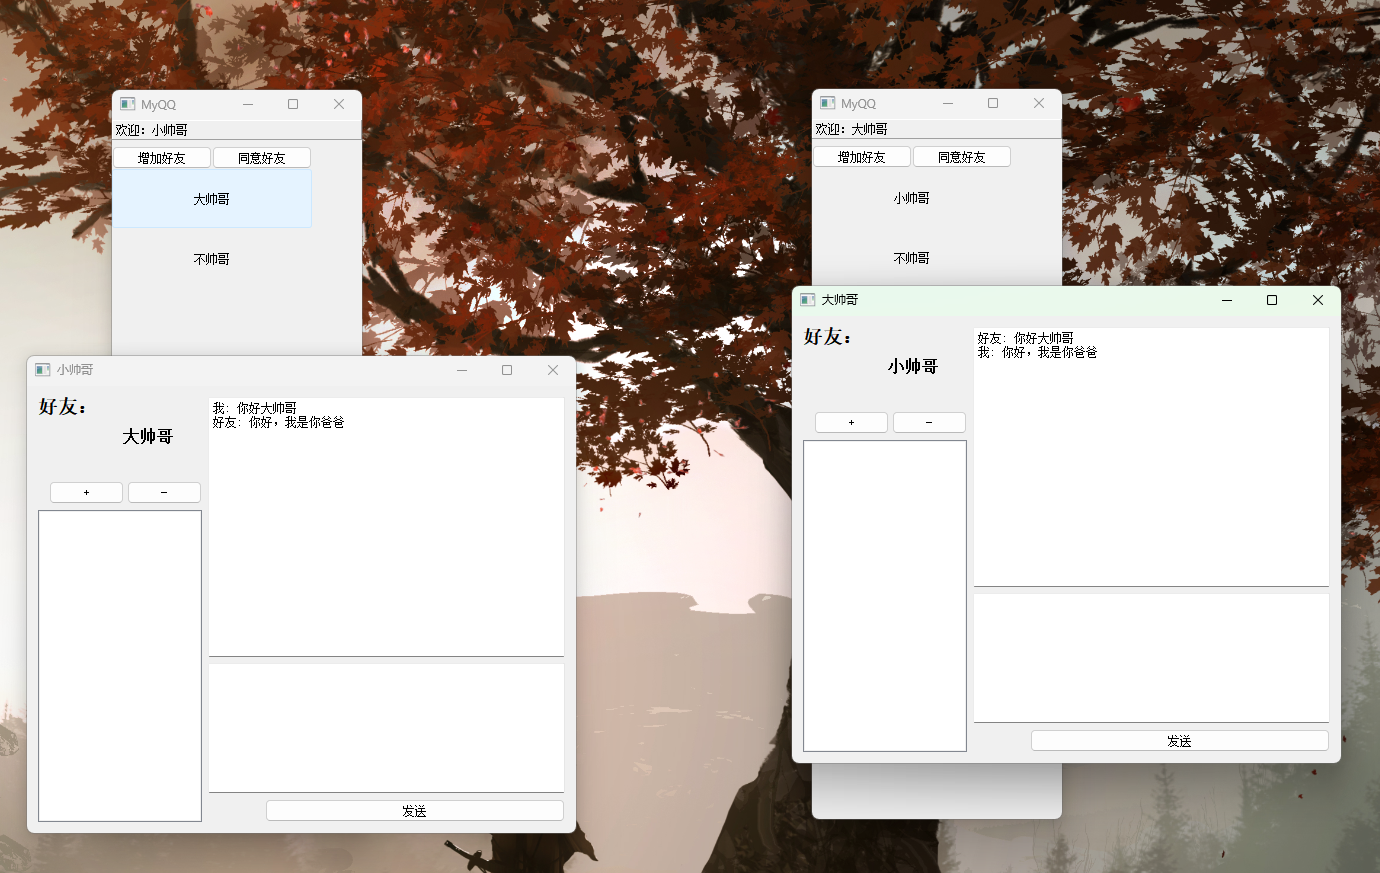 MyQQ
欢迎：小帅哥
增加好友 同意好友
大帅哥
不帅哥
小帅哥
好友：
大帅哥
+ -
我：你好大帅哥
好友：你好，我是你爸爸
发送
MyQQ
欢迎：大帅哥
增加好友 同意好友
小帅哥
不帅哥
大帅哥
好友：
小帅哥
+ -
好友：你好大帅哥
我：你好，我是你爸爸
发送